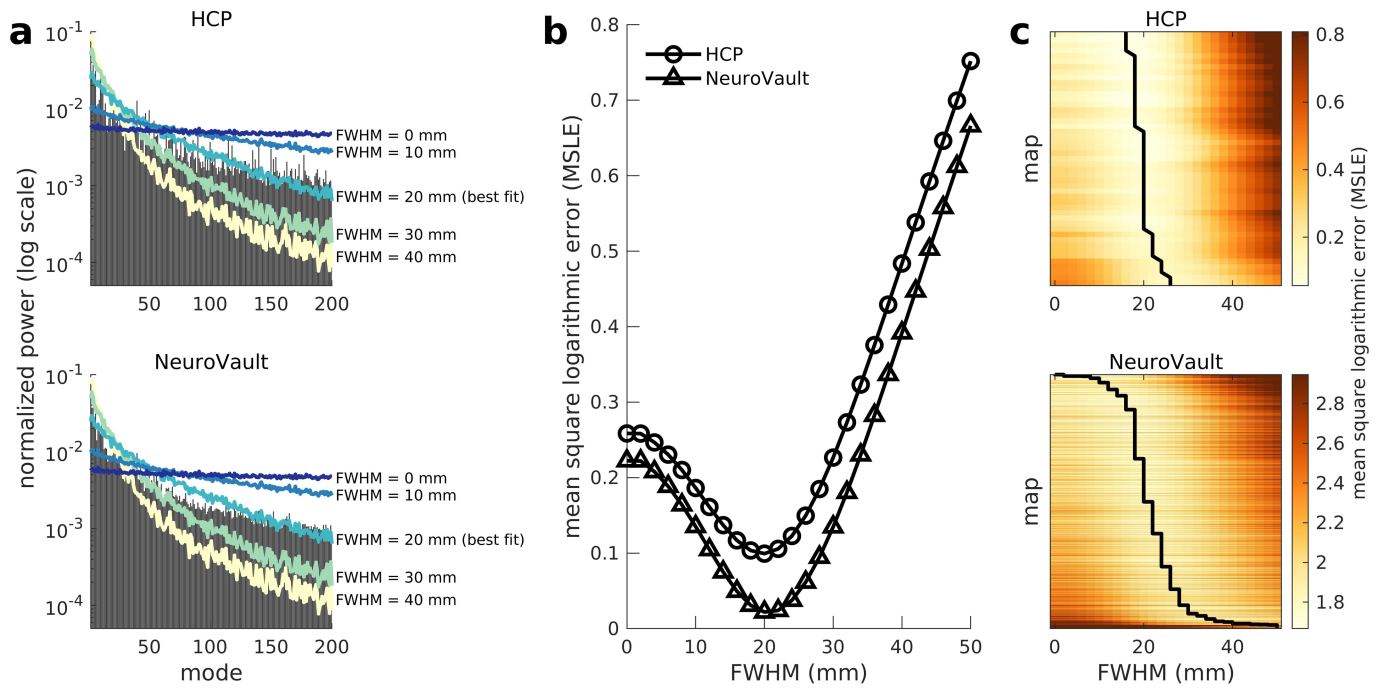 a
HCP
normalized power (log scale)
10^-1
10^-2
10^-3
10^-4
FWHM = 0 mm
FWHM = 10 mm
FWHM = 20 mm (best fit)
FWHM = 30 mm
FWHM = 40 mm
50 100 150 200
NeuroVault
10^-1
10^-2
10^-3
10^-4
FWHM = 0 mm
FWHM = 10 mm
FWHM = 20 mm (best fit)
FWHM = 30 mm
FWHM = 40 mm
50 100 150 200
mode
b
mean square logarithmic error (MSLE)
0.8
0.7
0.6
0.5
0.4
0.3
0.2
0.1
0
HCP
NeuroVault
0 10 20 30 40 50
FWHM (mm)
c
HCP
map
0 20 40
0.8
0.6
0.4
0.2
NeuroVault
map
0 20 40
FWHM (mm)
2.8
2.6
2.4
2.2
2
1.8
mean square logarithmic error (MSLE)